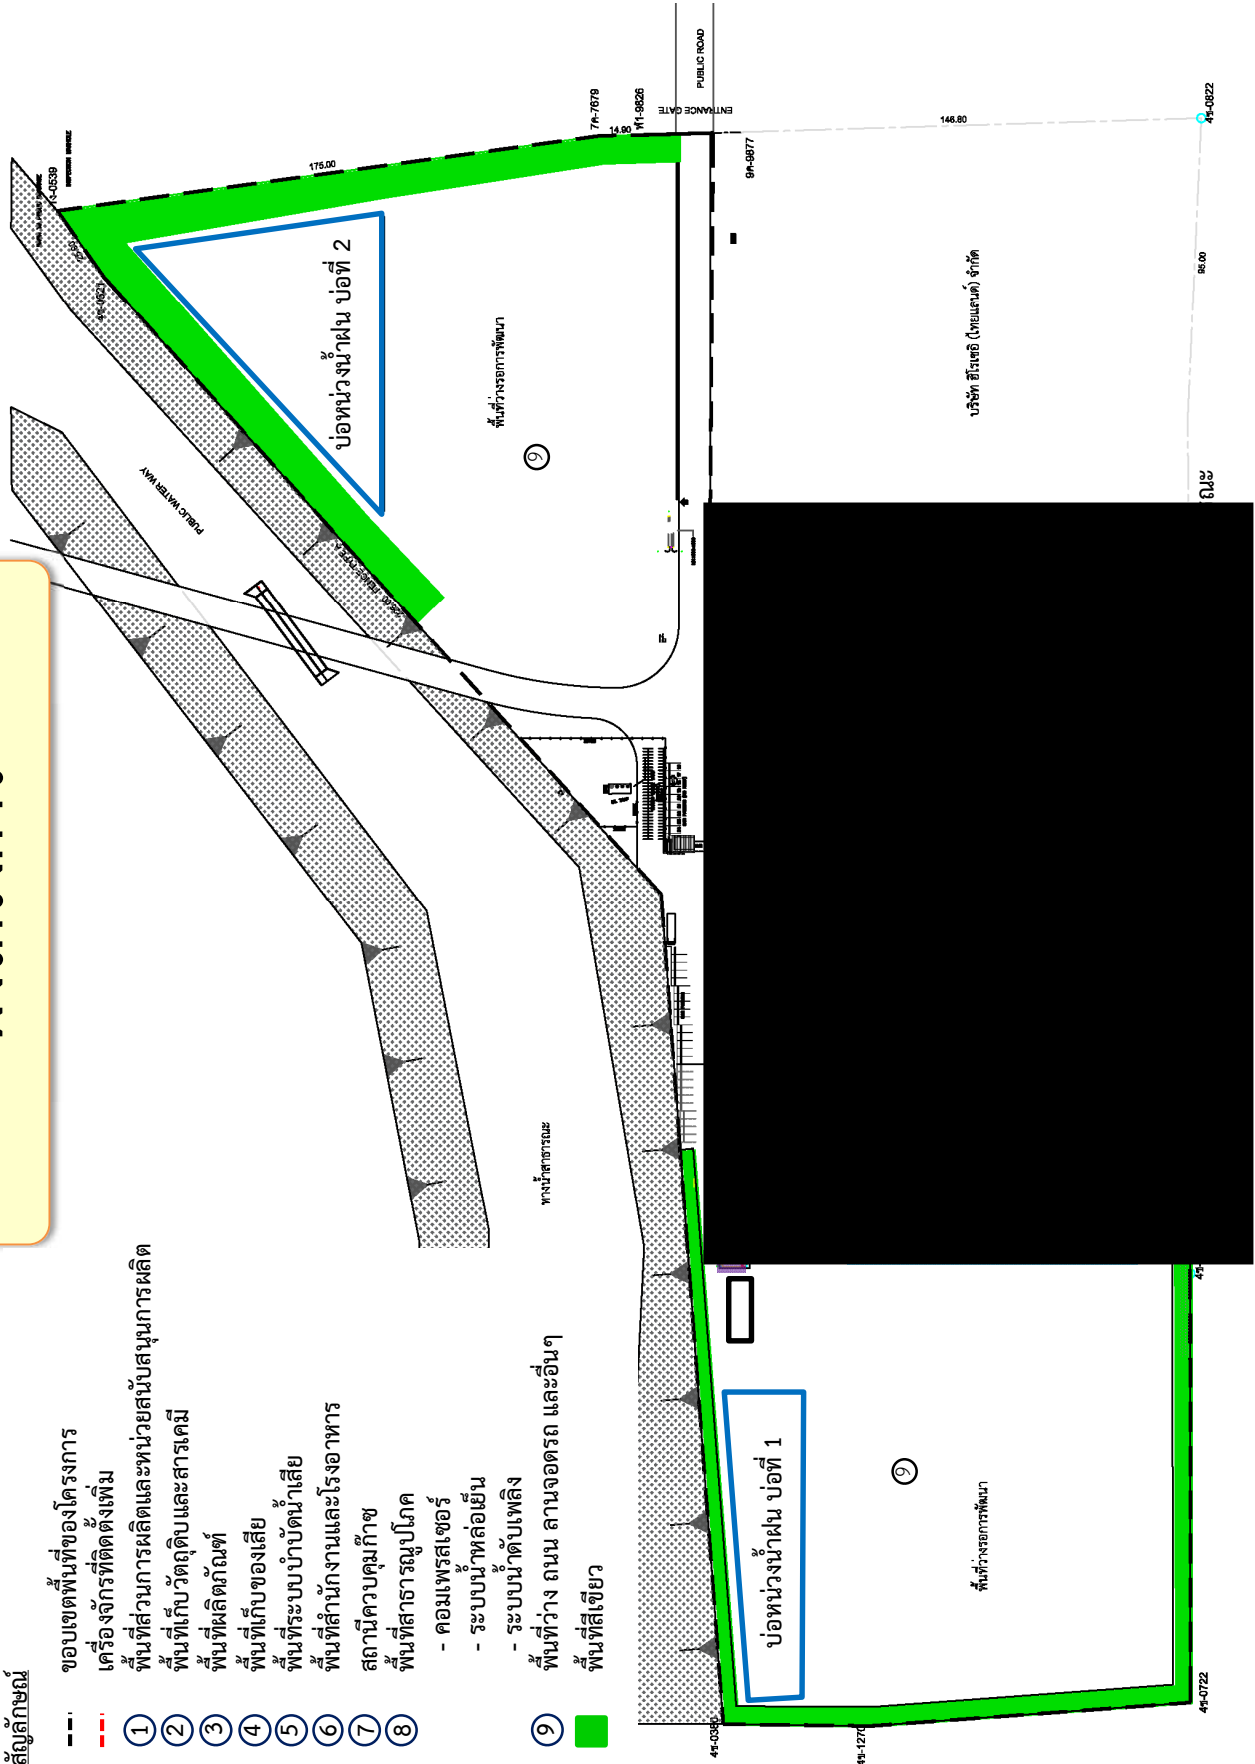 สัญลักษณ์
ขอบเขตพื้นที่ของโครงการ
เครื่องจักรที่ติดตั้งเพิ่ม
1 พื้นที่ส่วนการผลิตและหน่วยสนับสนุนการผลิต
2 พื้นที่เก็บวัตถุดิบและสารเคมี
3 พื้นที่ผลิตภัณฑ์
4 พื้นที่เก็บของเสีย
5 พื้นที่ระบบบำบัดน้ำเสีย
6 พื้นที่สำนักงานและโรงอาหาร
7 สถานีควบคุมก๊าซ
8 พื้นที่สาธารณูปโภค
- คอมเพรสเซอร์
- ระบบน้ำหล่อเย็น
- ระบบน้ำดับเพลิง
9 พื้นที่ว่าง ถนน ลานจอดรถ และอื่นๆ
พื้นที่สีเขียว
ทางน้ำสาธารณะ
PUBLIC WATER WAY
175.00
14.90
7ค-7679
ฟ1-9826
ENTRANCE GATE
PUBLIC ROAD
9ค-9877
146.80
4ช-0822
95.00
บ่อหน่วงน้ำฝน บ่อที่ 2
พื้นที่ว่างรอการพัฒนา
9
บริษัท ฮีโรเซอิ (ไทยแลนด์) จำกัด
ณะ
บ่อหน่วงน้ำฝน บ่อที่ 1
9
พื้นที่ว่างรอการพัฒนา
4ช-0380
4ช-1270
4ช-0722